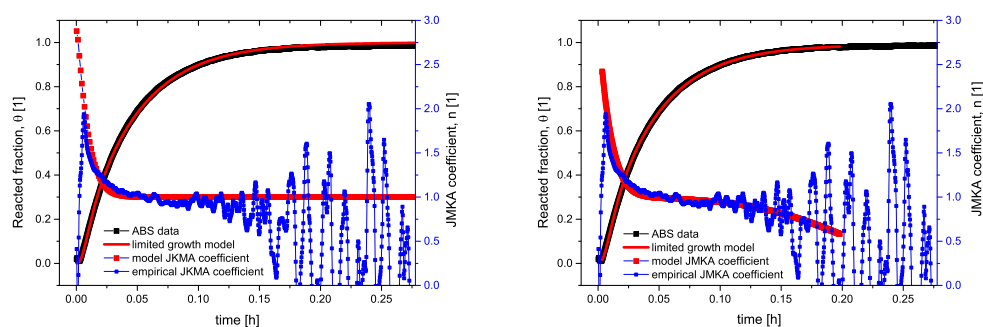 Reacted fraction, θ [1]
1.0
0.8
0.6
0.4
0.2
0.0
3.0
2.5
2.0
1.5
1.0
0.5
0.0
JMKA coefficient, n [1]
ABS data
limited growth model
model JKMA coefficient
empirical JKMA coefficient
0.00 0.05 0.10 0.15 0.20 0.25
time [h]
Reacted fraction, θ [1]
1.0
0.8
0.6
0.4
0.2
0.0
3.0
2.5
2.0
1.5
1.0
0.5
0.0
JMKA coefficient, n [1]
ABS data
limited growth model
model JMKA coefficient
empirical JMKA coefficient
0.00 0.05 0.10 0.15 0.20 0.25
time [h]